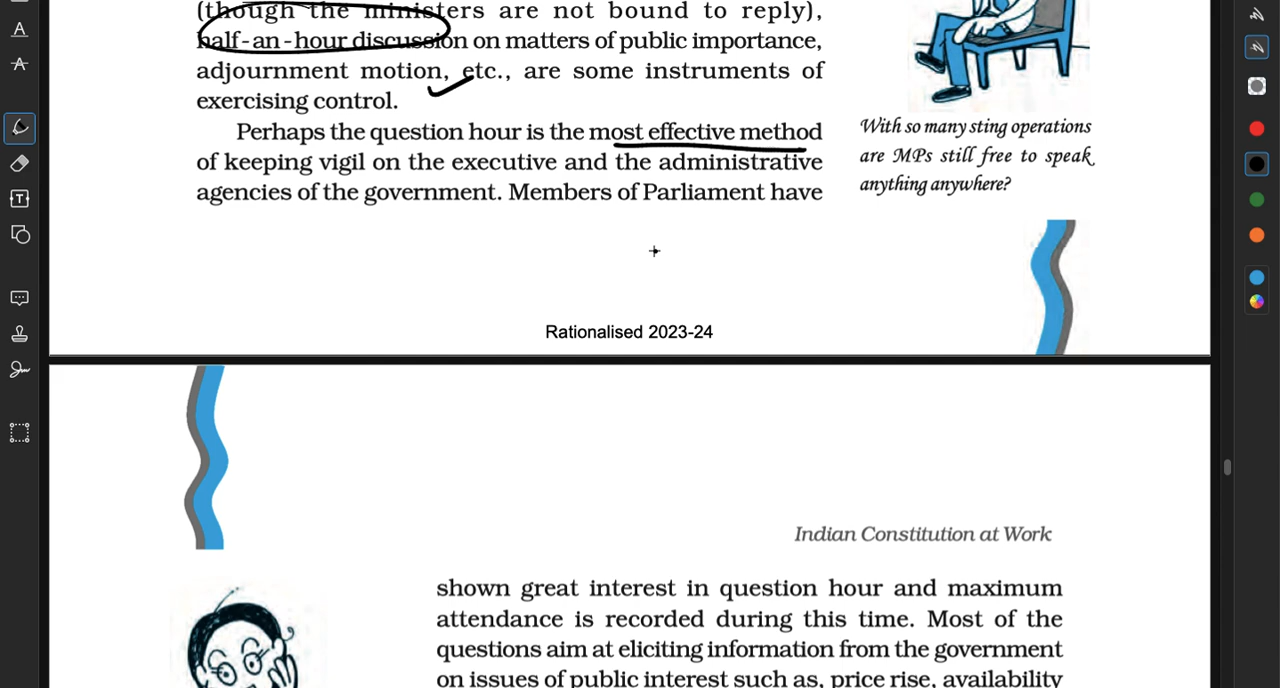 (though the ministers are not bound to reply),
half-an-hour discussion on matters of public importance,
adjournment motion, etc., are some instruments of
exercising control.
Perhaps the question hour is the most effective method
of keeping vigil on the executive and the administrative
agencies of the government. Members of Parliament have
With so many sting operations
are MPs still free to speak
anything anywhere?
Rationalised 2023-24
Indian Constitution at Work
shown great interest in question hour and maximum
attendance is recorded during this time. Most of the
questions aim at eliciting information from the government
on issues of public interest such as, price rise, availability